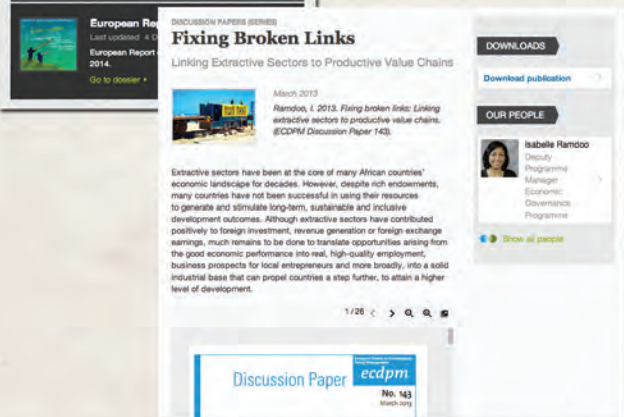 European Re
Last updated 4 D
European Report
2014.
Go to dossier
DISCUSSION PAPERS (SERIES)
Fixing Broken Links
Linking Extractive Sectors to Productive Value Chains
March 2013
Ramdoo, I. 2013. Fixing broken links: Linking
extractive sectors to productive value chains.
(ECDPM Discussion Paper 143).
Extractive sectors have been at the core of many African countries'
economic landscape for decades. However, despite rich endowments,
many countries have not been successful in using their resources
to generate and stimulate long-term, sustainable and inclusive
development outcomes. Although extractive sectors have contributed
positively to foreign investment, revenue generation or foreign exchange
earnings, much remains to be done to translate opportunities arising from
the good economic performance into real, high-quality employment,
business prospects for local entrepreneurs and more broadly, into a solid
industrial base that can propel countries a step further, to attain a higher
level of development.
1 / 26
Discussion Paper
ecdpm
No. 143
March 2013
DOWNLOADS
Download publication
OUR PEOPLE
Isabelle Ramdoo
Deputy
Programme
Manager
Economic
Governance
Programme
Show all people